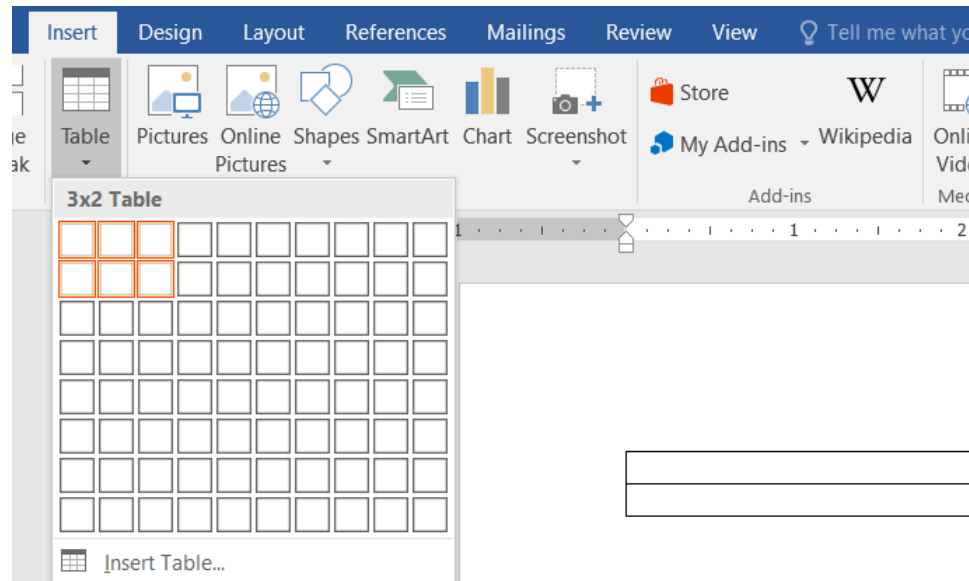 Insert Design Layout References Mailings Review View Tell me what yo
Table Pictures Online Pictures Shapes SmartArt Chart Screenshot Store My Add-ins Wikipedia
Add-ins
3x2 Table
1 1 2
Insert Table...